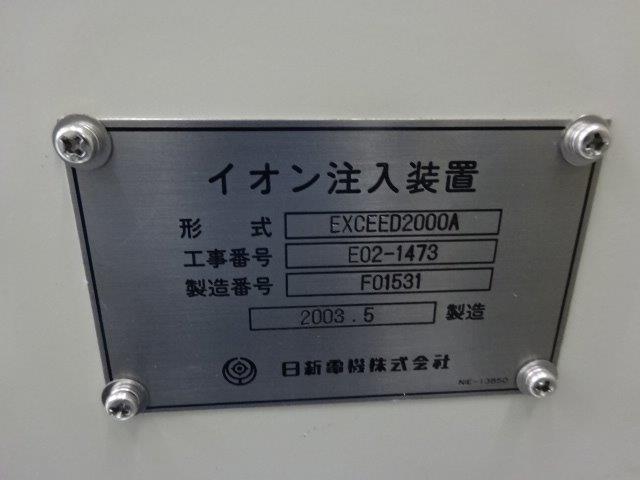 イオン注入装置
形 式 EXCEED2000A
工事番号 E02-1473
製造番号 F01531
2003.5 製造
日新電機株式会社
NIE-13850